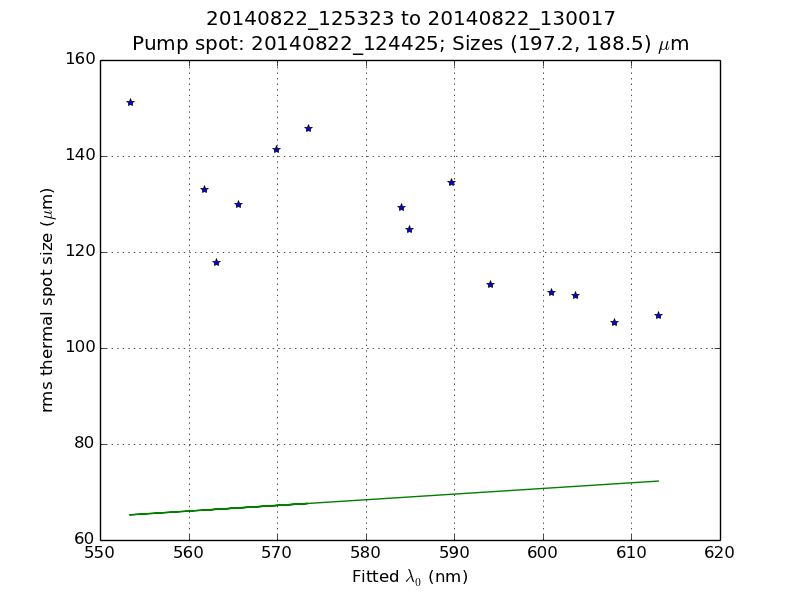 20140822_125323 to 20140822_130017
Pump spot: 20140822_124425; Sizes (197.2, 188.5) μm
160
140
120
100
80
60
rms thermal spot size (μm)
550 560 570 580 590 600 610 620
Fitted λ₀ (nm)